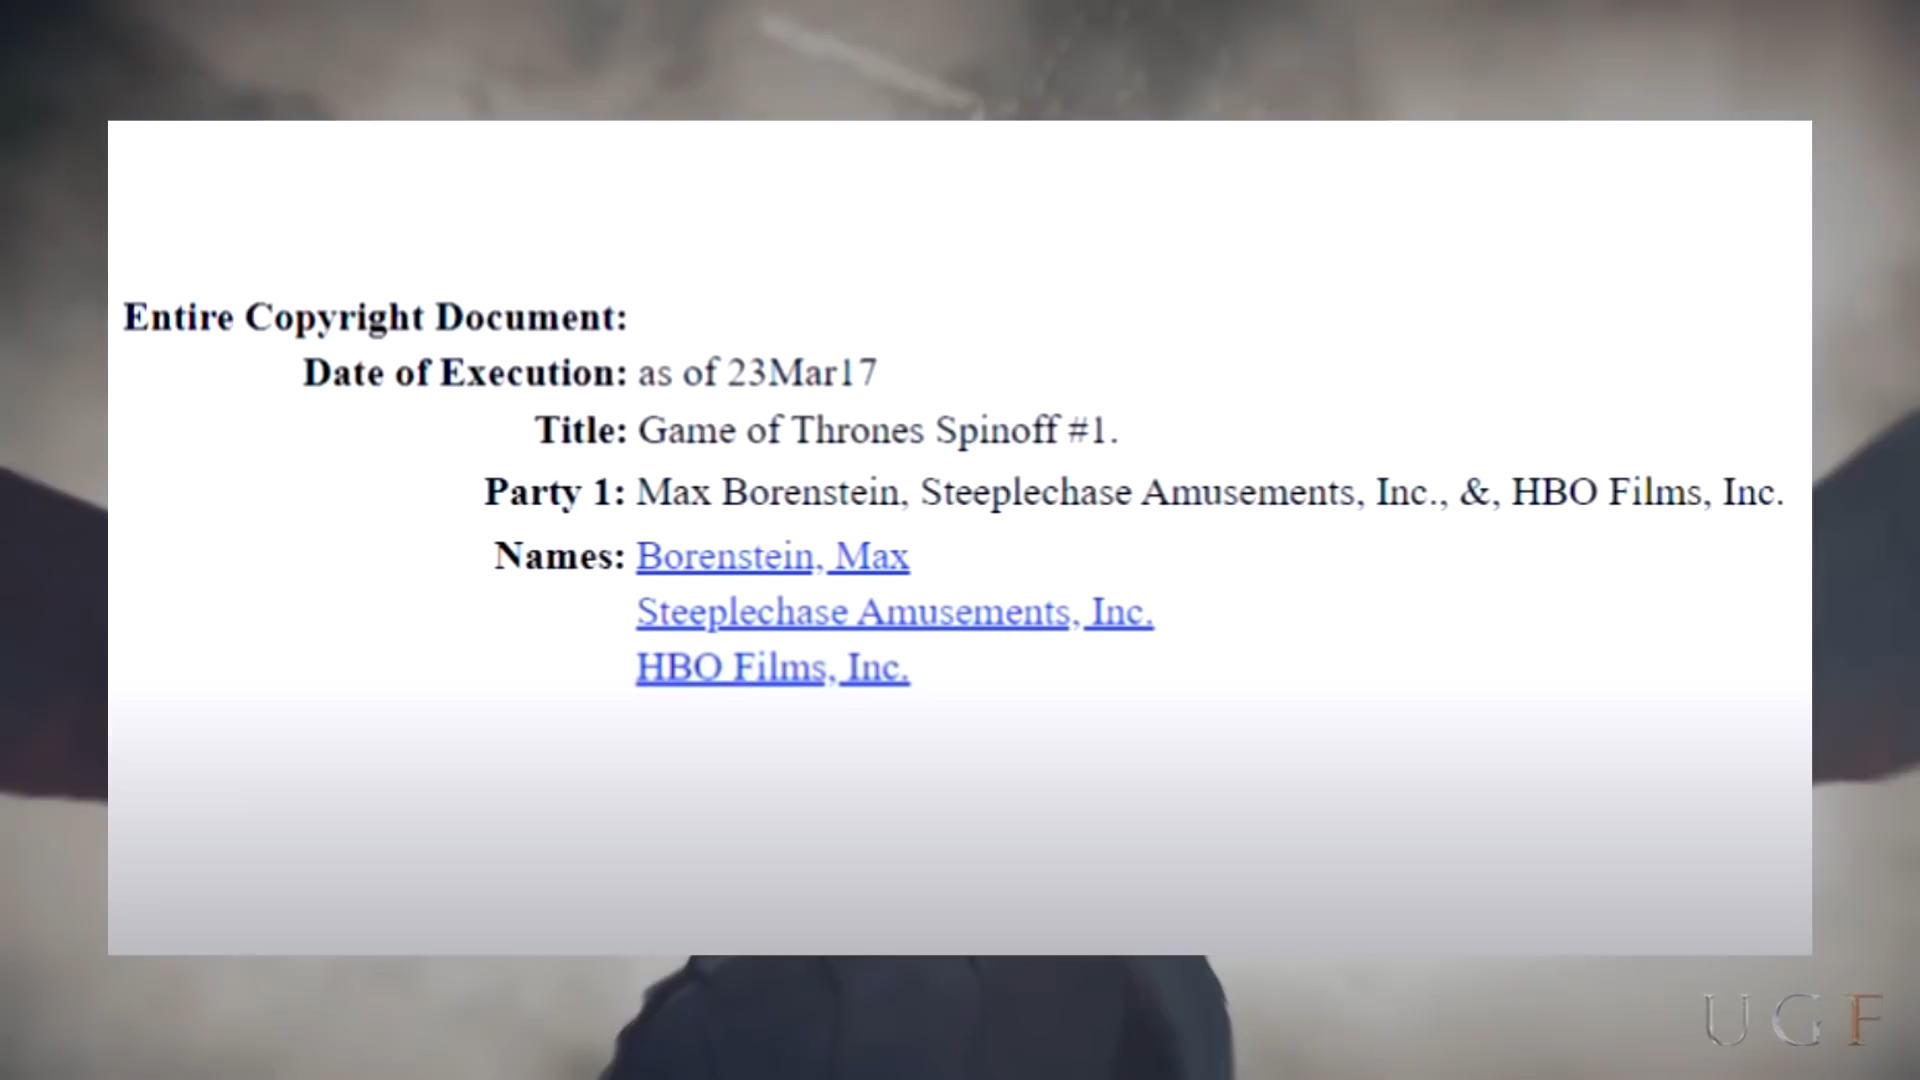 Entire Copyright Document:
Date of Execution: as of 23Mar17
Title: Game of Thrones Spinoff #1.
Party 1: Max Borenstein, Steeplechase Amusements, Inc., &, HBO Films, Inc.
Names: Borenstein, Max
Steeplechase Amusements, Inc.
HBO Films, Inc.
UGF